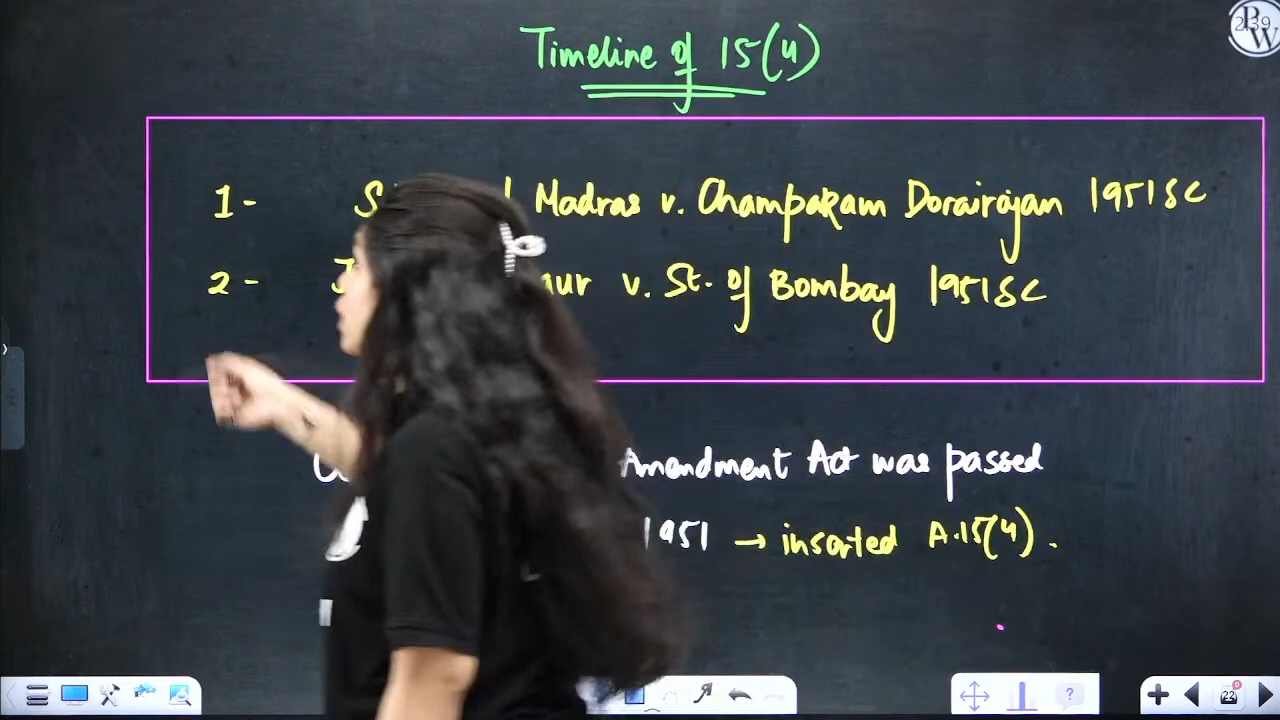 Timeline of 15(4)
1- Madras v. Champakam Dorairajan 1951 SC
2- v. St. of Bombay 1951 SC
Amendment Act was passed
1951 → inserted A.15(4).
22